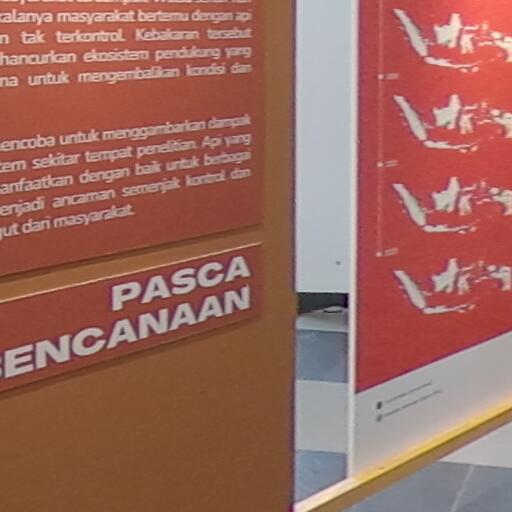 kalanya masyarakat bertemu dengan api
tak terkontrol. Kebakaran tersebut
hancurkan ekosistem pendukung yang
na untuk mengembalikan kondisi dan
encoba untuk menggambarkan dampak
tem sekitar tempat penelitian. Api yang
anfaatkan dengan baik untuk berbagai
enjadi ancaman semenjak kontrol dan
ut dari masyarakat.
PASCA
BENCANAAN